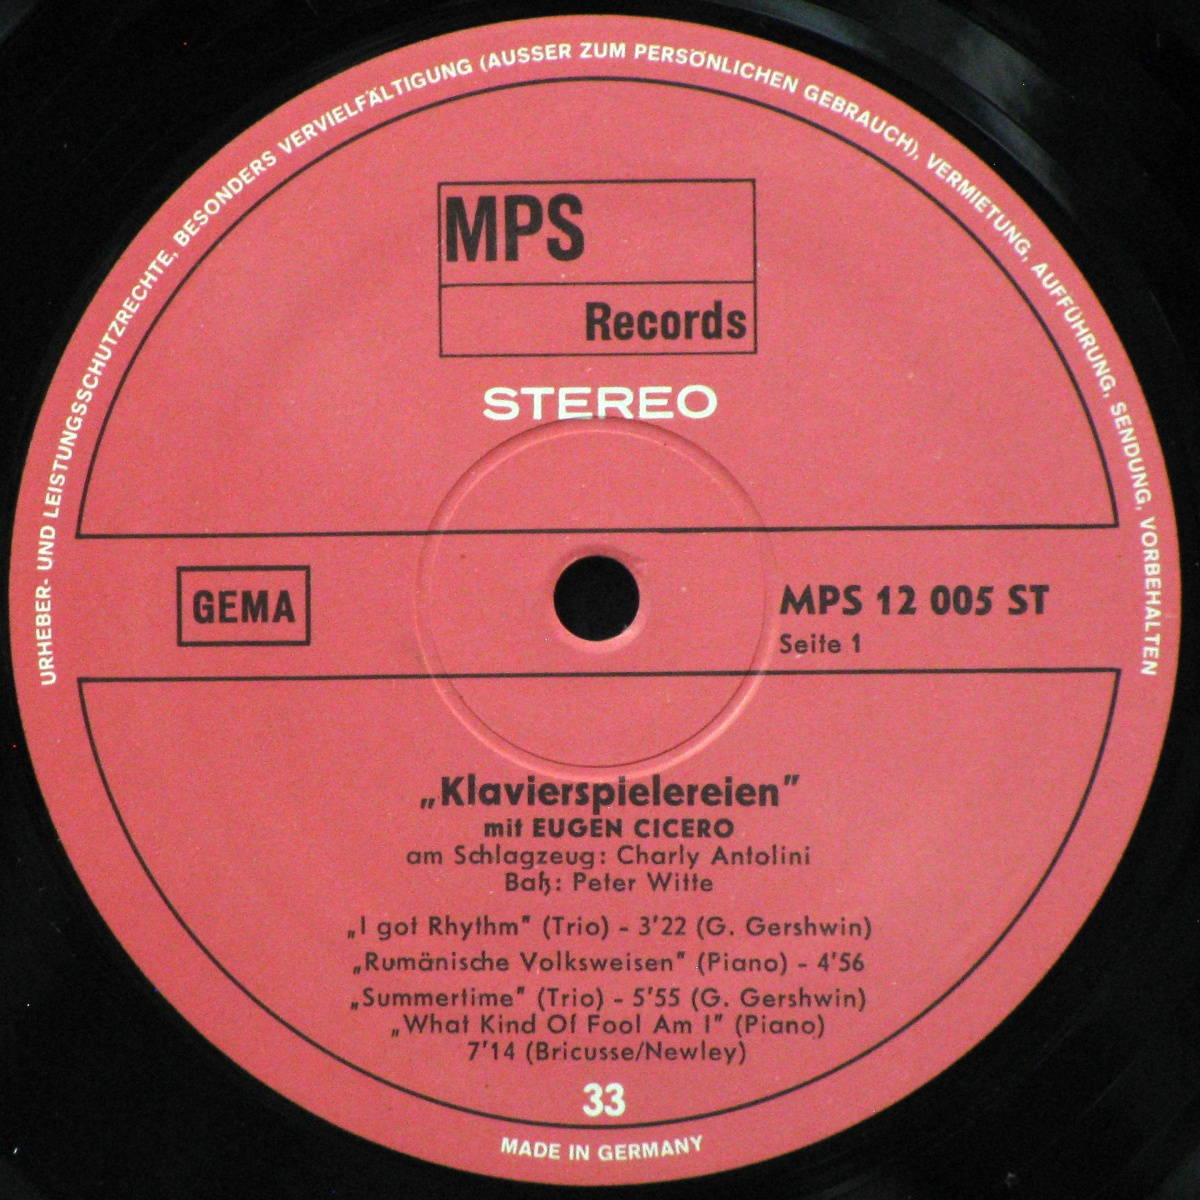 URHEBER- UND LEISTUNGSSCHUTZRECHTE, BESONDERS VERVIELFÄLTIGUNG (AUSSER ZUM PERSÖNLICHEN GEBRAUCH), VERMIETUNG, AUFFÜHRUNG, SENDUNG, VORBEHALTEN
MPS
Records
STEREO
GEMA
MPS 12 005 ST
Seite 1
„Klavierspielereien"
mit EUGEN CICERO
am Schlagzeug: Charly Antolini
Baß: Peter Witte
„I got Rhythm" (Trio) - 3'22 (G. Gershwin)
„Rumänische Volksweisen" (Piano) - 4'56
„Summertime" (Trio) - 5'55 (G. Gershwin)
„What Kind Of Fool Am I" (Piano)
7'14 (Bricusse/Newley)
33
MADE IN GERMANY